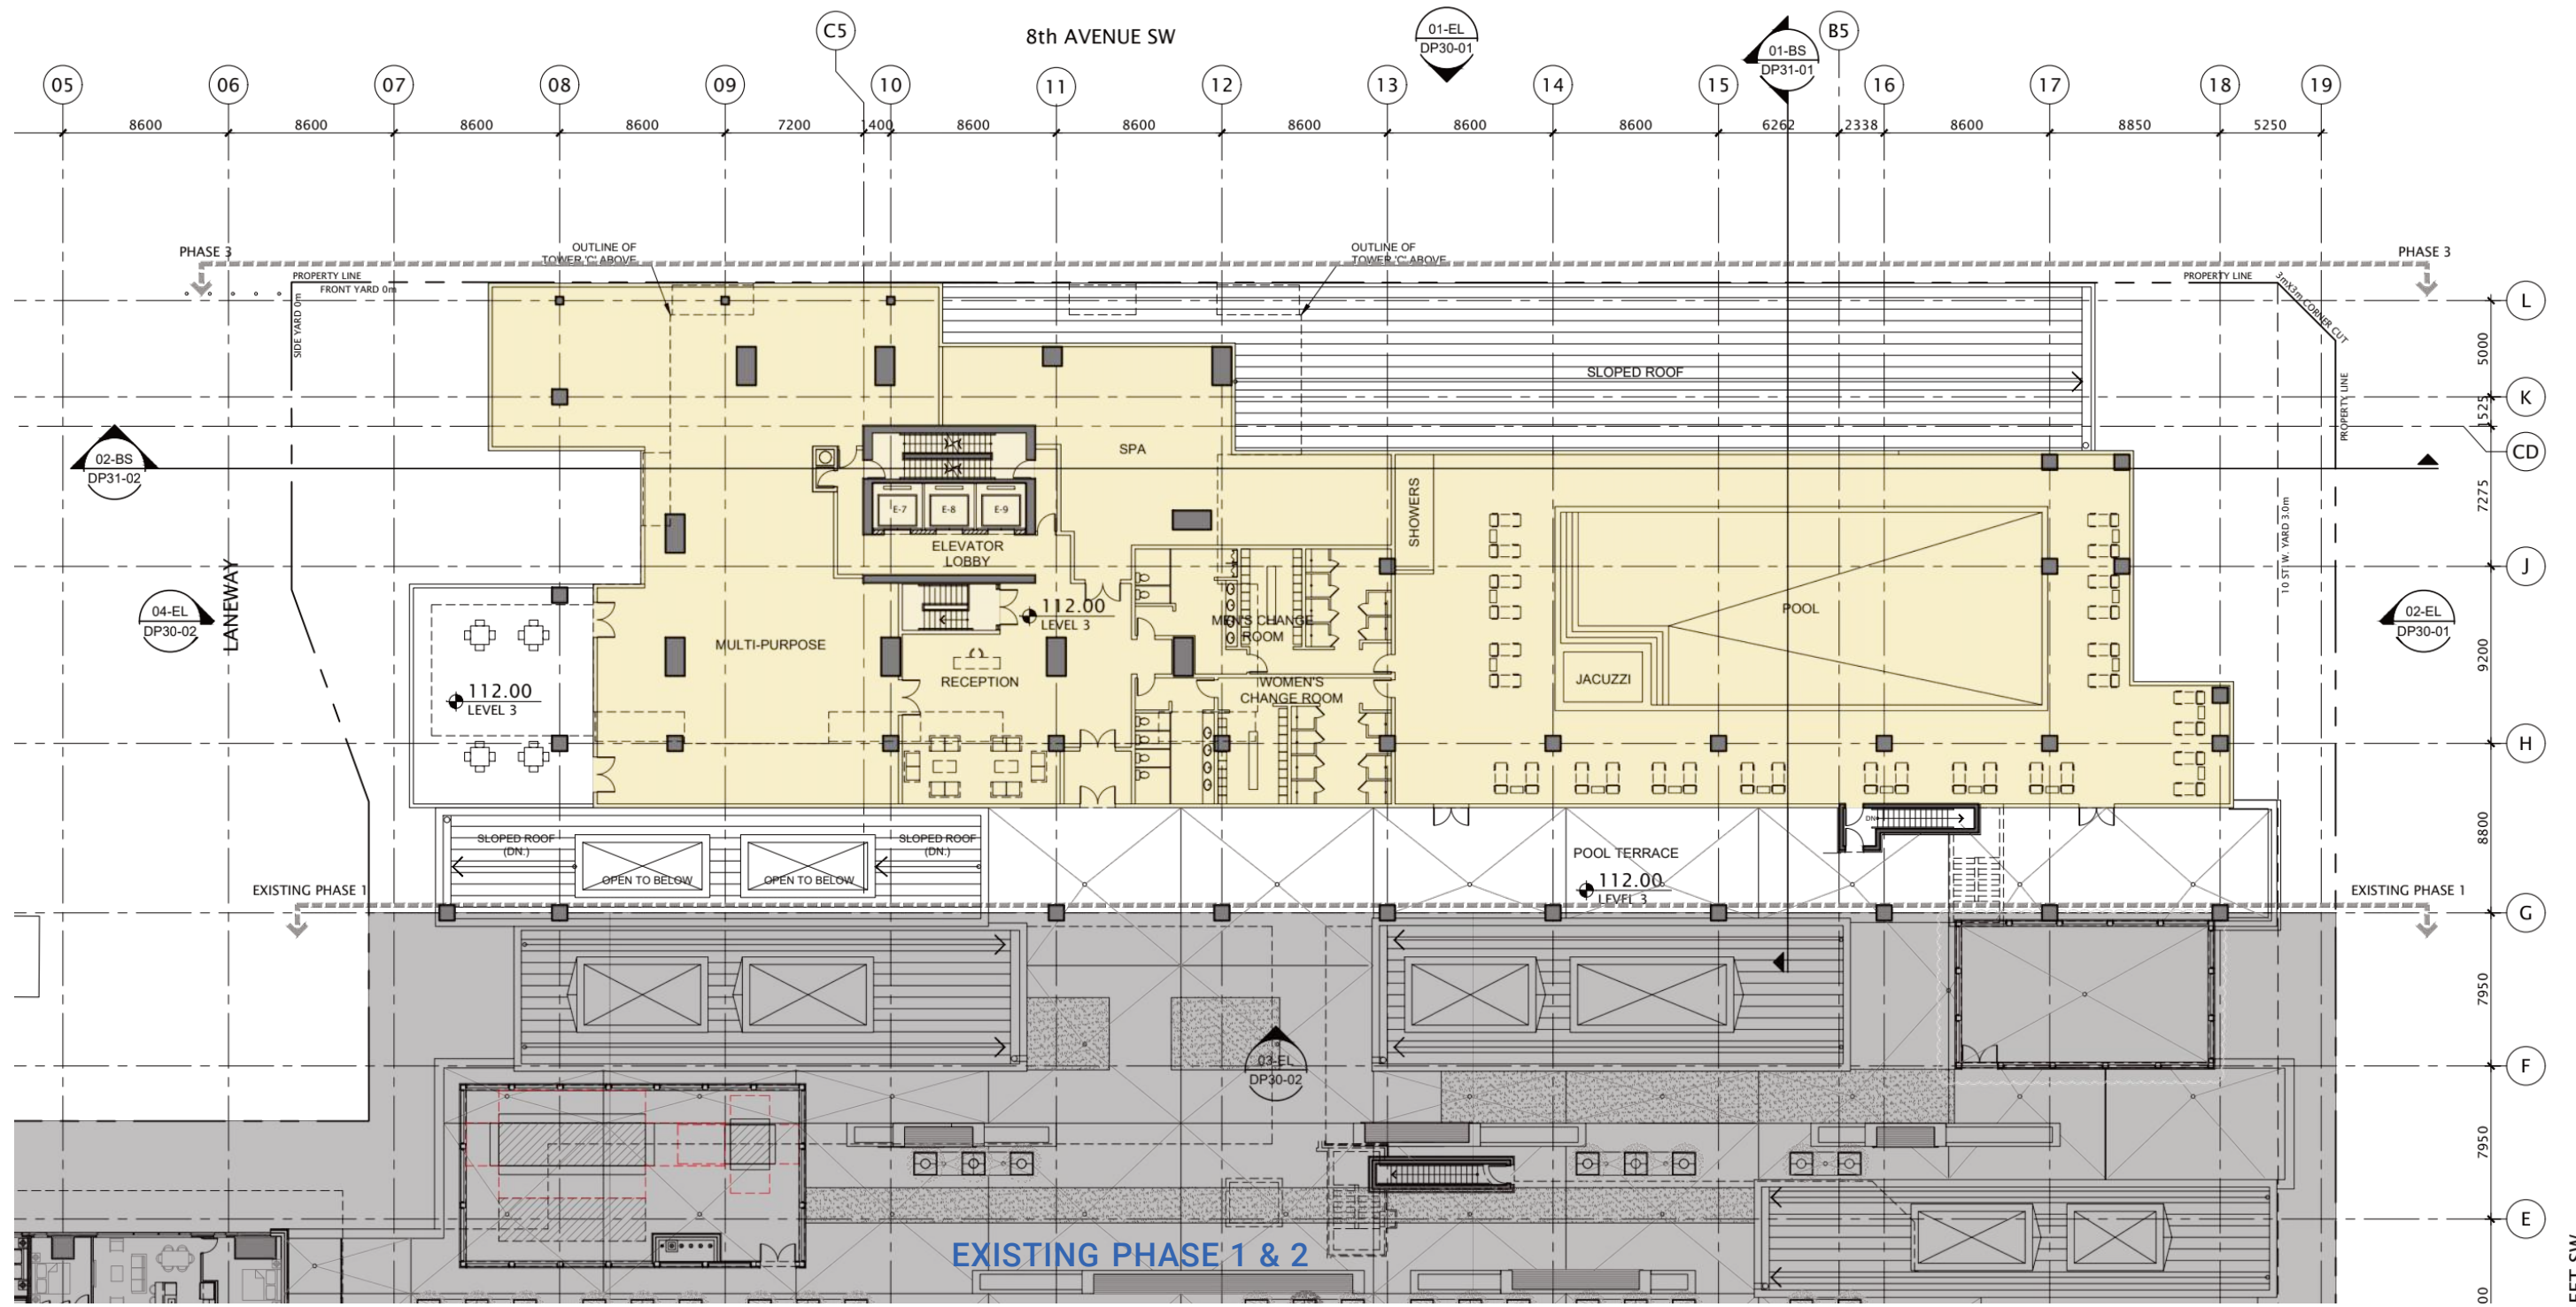 8th AVENUE SW
C5
01-EL
DP30-01
01-BS
DP31-01
B5
05
06
07
08
09
10
11
12
13
14
15
16
17
18
19
8600
8600
8600
8600
7200
1400
8600
8600
8600
8600
8600
6262
2338
8600
8850
5250
PHASE 3
OUTLINE OF
TOWER 'C' ABOVE
OUTLINE OF
TOWER 'C' ABOVE
PHASE 3
PROPERTY LINE
FRONT YARD 0m
SIDE YARD 0m
PROPERTY LINE
3mX3m CORNER CUT
PROPERTY LINE
L
5000
K
1525
CD
7275
J
9200
H
8800
G
7950
F
7950
E
00
SLOPED ROOF
02-BS
DP31-02
SPA
E-7
E-8
E-9
ELEVATOR
LOBBY
SHOWERS
10 ST W. YARD 3.0m
LANEWAY
04-EL
DP30-02
112.00
LEVEL 3
MEN'S CHANGE
ROOM
POOL
02-EL
DP30-01
MULTI-PURPOSE
RECEPTION
WOMEN'S
CHANGE ROOM
JACUZZI
112.00
LEVEL 3
SLOPED ROOF
(DN.)
SLOPED ROOF
(DN.)
OPEN TO BELOW
OPEN TO BELOW
DN
POOL TERRACE
112.00
LEVEL 3
EXISTING PHASE 1
EXISTING PHASE 1
03-EL
DP30-02
EXISTING PHASE 1 & 2